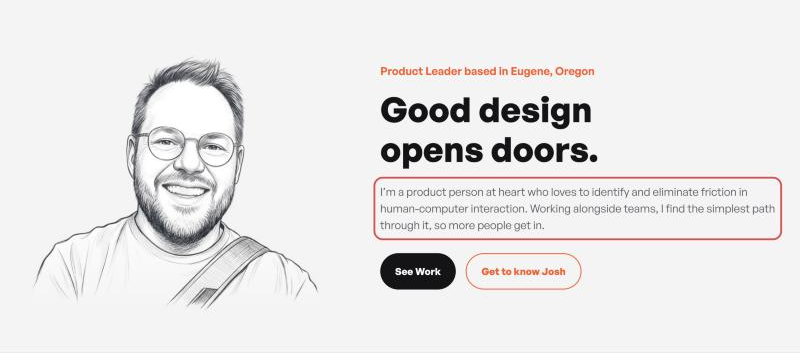 Product Leader based in Eugene, Oregon
Good design
opens doors.
I'm a product person at heart who loves to identify and eliminate friction in
human-computer interaction. Working alongside teams, I find the simplest path
through it, so more people get in.
See Work
Get to know Josh